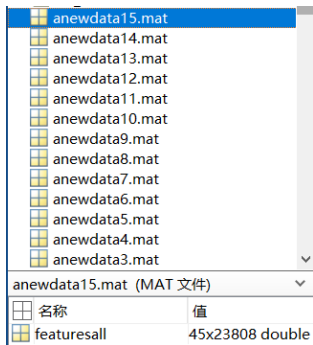 anewdata15.mat
anewdata14.mat
anewdata13.mat
anewdata12.mat
anewdata11.mat
anewdata10.mat
anewdata9.mat
anewdata8.mat
anewdata7.mat
anewdata6.mat
anewdata5.mat
anewdata4.mat
anewdata3.mat
anewdata15.mat (MAT 文件)
名称 值
featuresall 45x23808 double